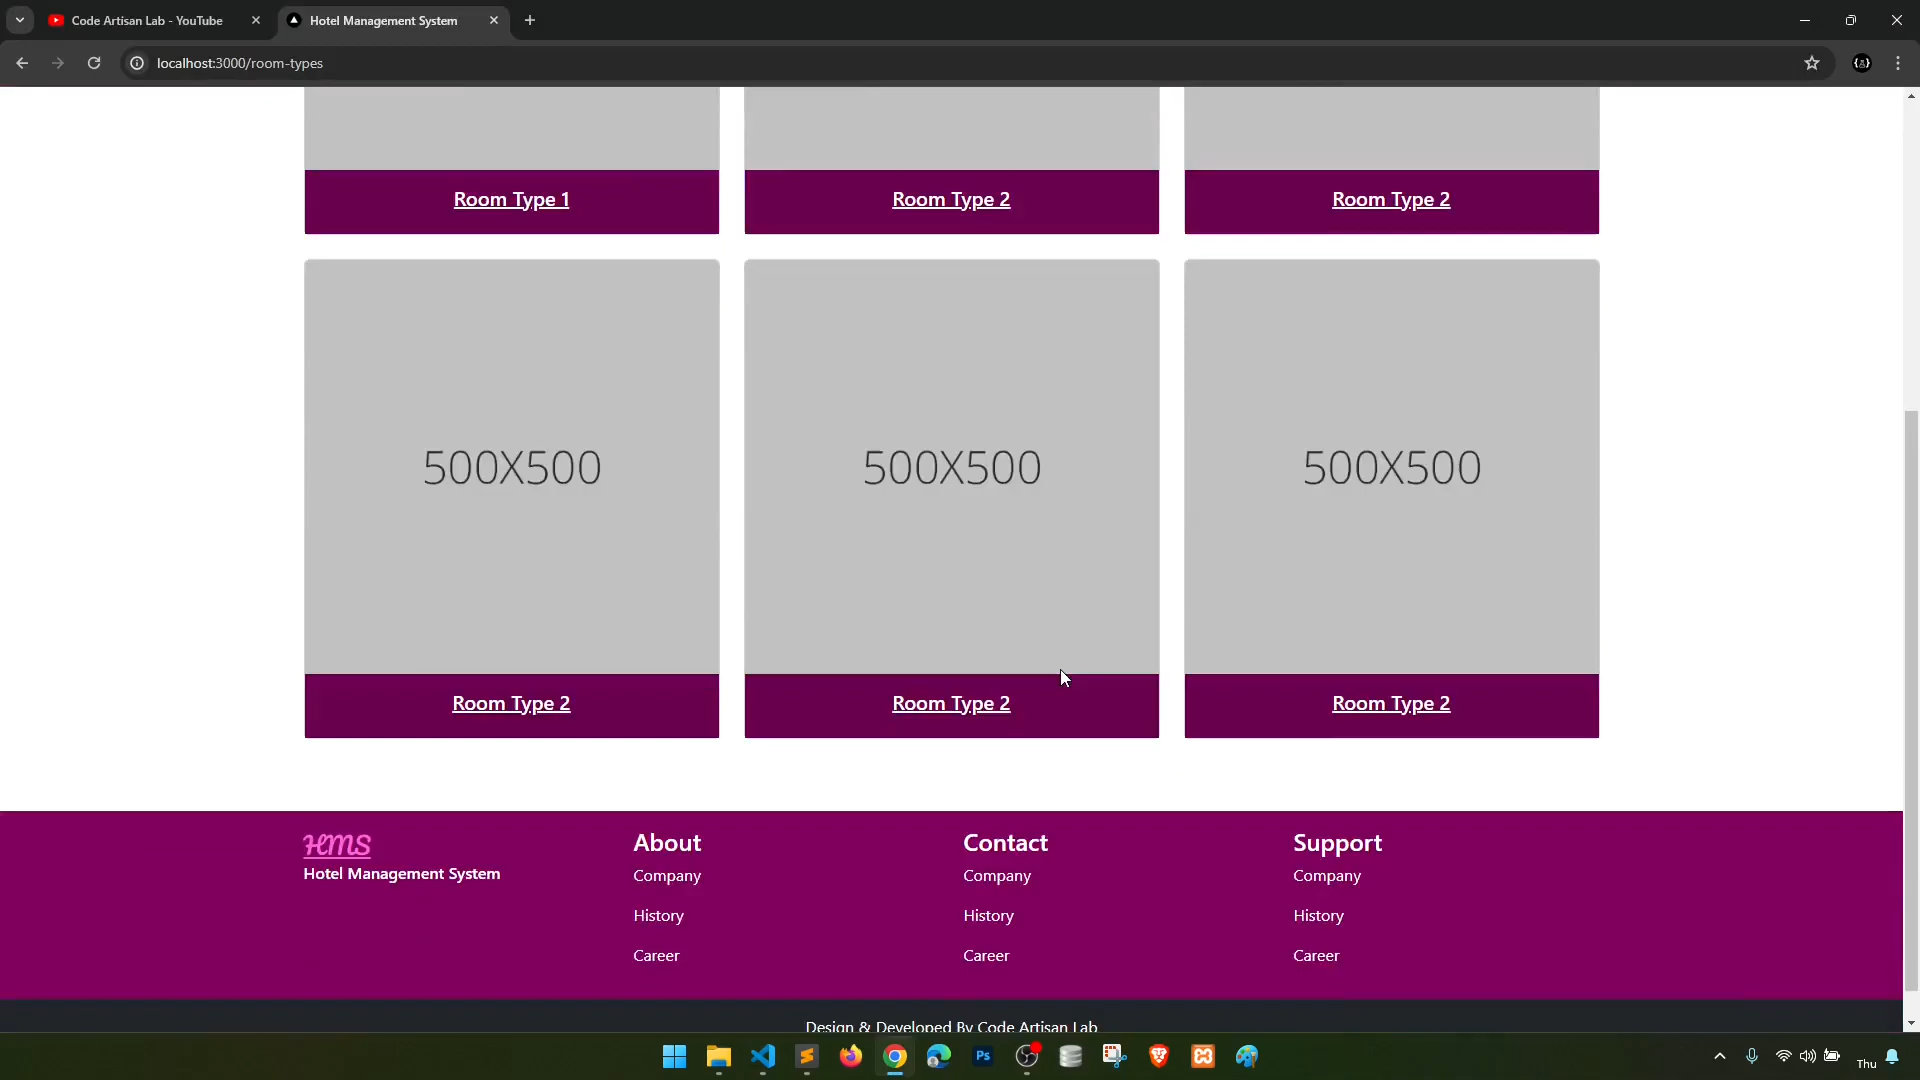 Code Artisan Lab - YouTube
Hotel Management System
localhost:3000/room-types
Room Type 1
Room Type 2
Room Type 2
500X500
500X500
500X500
Room Type 2
Room Type 2
Room Type 2
HMS
Hotel Management System
About
Company
History
Career
Contact
Company
History
Career
Support
Company
History
Career
Design & Developed By Code Artisan Lab
Ps
Thu